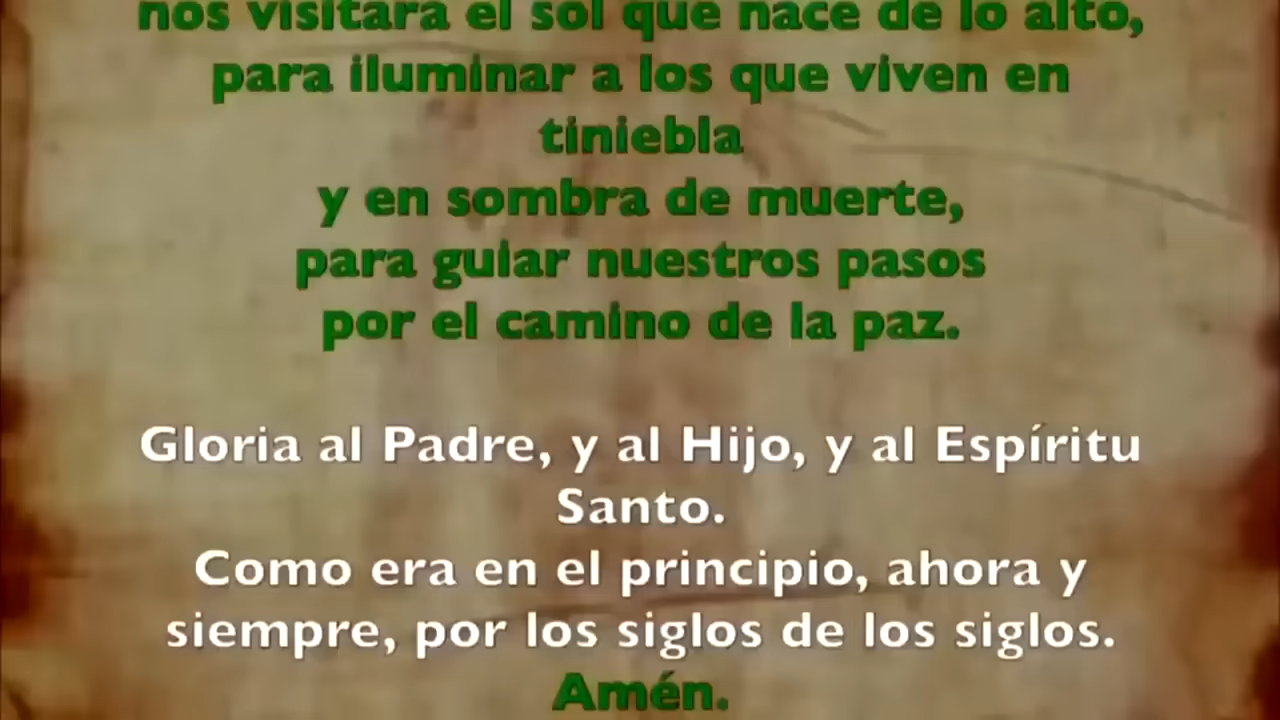 nos visitará el sol que nace de lo alto,
para iluminar a los que viven en
tiniebla
y en sombra de muerte,
para guiar nuestros pasos
por el camino de la paz.
Gloria al Padre, y al Hijo, y al Espíritu
Santo.
Como era en el principio, ahora y
siempre, por los siglos de los siglos.
Amén.